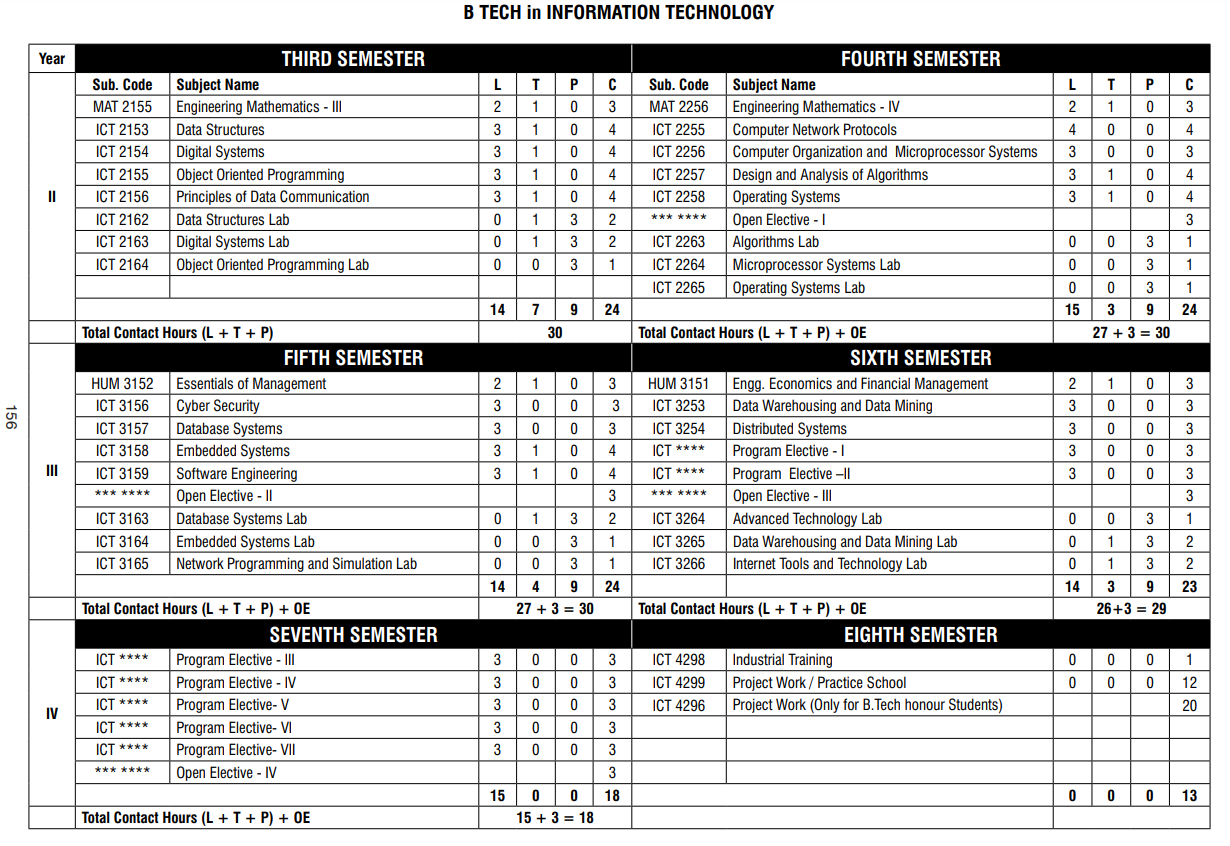 B TECH in INFORMATION TECHNOLOGY
Year THIRD SEMESTER FOURTH SEMESTER
Sub. Code Subject Name L T P C Sub. Code Subject Name L T P C
MAT 2155 Engineering Mathematics - III 2 1 0 3 MAT 2256 Engineering Mathematics - IV 2 1 0 3
ICT 2153 Data Structures 3 1 0 4 ICT 2255 Computer Network Protocols 4 0 0 4
ICT 2154 Digital Systems 3 1 0 4 ICT 2256 Computer Organization and Microprocessor Systems 3 0 0 3
ICT 2155 Object Oriented Programming 3 1 0 4 ICT 2257 Design and Analysis of Algorithms 3 1 0 4
II ICT 2156 Principles of Data Communication 3 1 0 4 ICT 2258 Operating Systems 3 1 0 4
ICT 2162 Data Structures Lab 0 1 3 2 *** **** Open Elective - I 3
ICT 2163 Digital Systems Lab 0 1 3 2 ICT 2263 Algorithms Lab 0 0 3 1
ICT 2164 Object Oriented Programming Lab 0 0 3 1 ICT 2264 Microprocessor Systems Lab 0 0 3 1
ICT 2265 Operating Systems Lab 0 0 3 1
14 7 9 24 15 3 9 24
Total Contact Hours (L + T + P) 30 Total Contact Hours (L + T + P) + OE 27 + 3 = 30
FIFTH SEMESTER SIXTH SEMESTER
HUM 3152 Essentials of Management 2 1 0 3 HUM 3151 Engg. Economics and Financial Management 2 1 0 3
ICT 3156 Cyber Security 3 0 0 3 ICT 3253 Data Warehousing and Data Mining 3 0 0 3
156
ICT 3157 Database Systems 3 0 0 3 ICT 3254 Distributed Systems 3 0 0 3
ICT 3158 Embedded Systems 3 1 0 4 ICT **** Program Elective - I 3 0 0 3
III ICT 3159 Software Engineering 3 1 0 4 ICT **** Program Elective –II 3 0 0 3
*** **** Open Elective - II 3 *** **** Open Elective - III 3
ICT 3163 Database Systems Lab 0 1 3 2 ICT 3264 Advanced Technology Lab 0 0 3 1
ICT 3164 Embedded Systems Lab 0 0 3 1 ICT 3265 Data Warehousing and Data Mining Lab 0 1 3 2
ICT 3165 Network Programming and Simulation Lab 0 0 3 1 ICT 3266 Internet Tools and Technology Lab 0 1 3 2
14 4 9 24 14 3 9 23
Total Contact Hours (L + T + P) + OE 27 + 3 = 30 Total Contact Hours (L + T + P) + OE 26+3 = 29
SEVENTH SEMESTER EIGHTH SEMESTER
ICT **** Program Elective - III 3 0 0 3 ICT 4298 Industrial Training 0 0 0 1
ICT **** Program Elective - IV 3 0 0 3 ICT 4299 Project Work / Practice School 0 0 0 12
IV ICT **** Program Elective- V 3 0 0 3 ICT 4296 Project Work (Only for B.Tech honour Students) 20
ICT **** Program Elective- VI 3 0 0 3
ICT **** Program Elective- VII 3 0 0 3
*** **** Open Elective - IV 3
15 0 0 18 0 0 0 13
Total Contact Hours (L + T + P) + OE 15 + 3 = 18